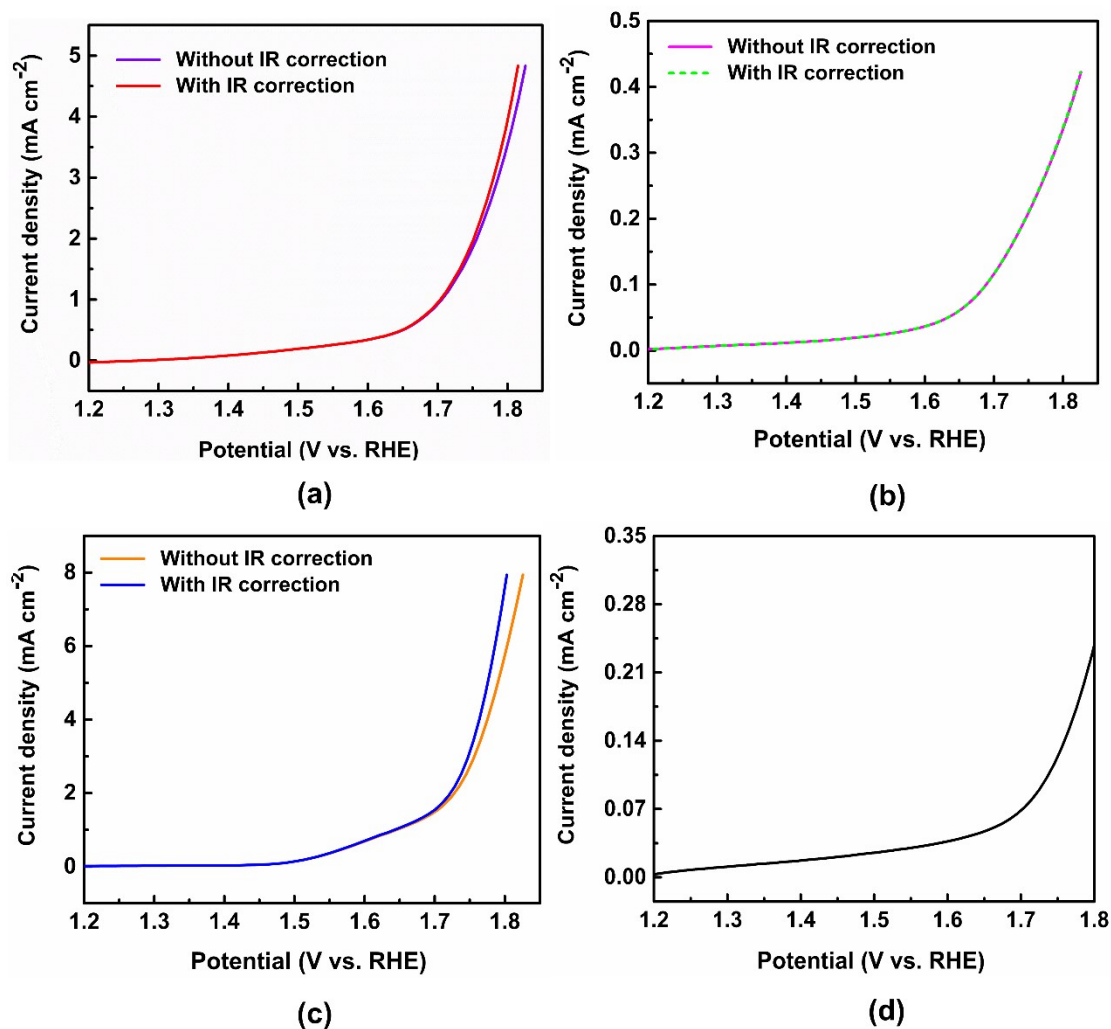 5
4
3
2
1
0
Current density (mA cm⁻²)
Without IR correction
With IR correction
1.2 1.3 1.4 1.5 1.6 1.7 1.8
Potential (V vs. RHE)
(a)
0.5
0.4
0.3
0.2
0.1
0.0
Current density (mA cm⁻²)
Without IR correction
With IR correction
1.2 1.3 1.4 1.5 1.6 1.7 1.8
Potential (V vs. RHE)
(b)
8
6
4
2
0
Current density (mA cm⁻²)
Without IR correction
With IR correction
1.2 1.3 1.4 1.5 1.6 1.7 1.8
Potential (V vs. RHE)
(c)
0.35
0.28
0.21
0.14
0.07
0.00
Current density (mA cm⁻²)
1.2 1.3 1.4 1.5 1.6 1.7 1.8
Potential (V vs. RHE)
(d)